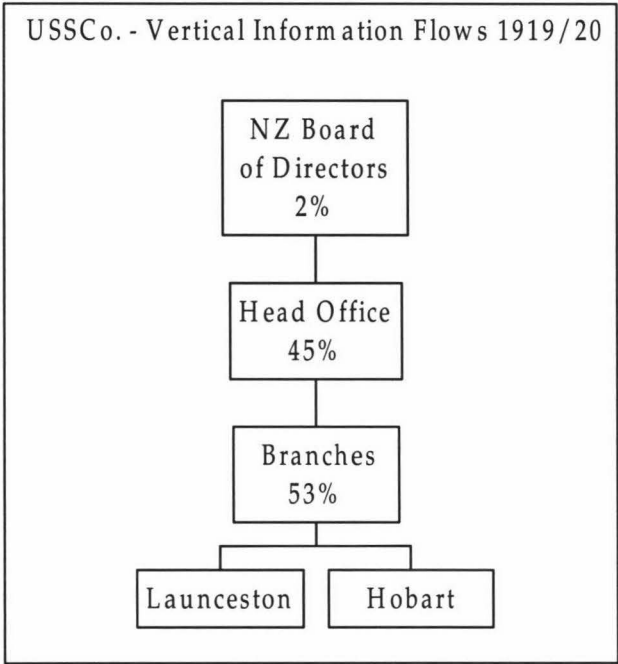 USSCo. - Vertical Information Flows 1919/20
NZ Board
of Directors
2%
Head Office
45%
Branches
53%
Launceston
Hobart